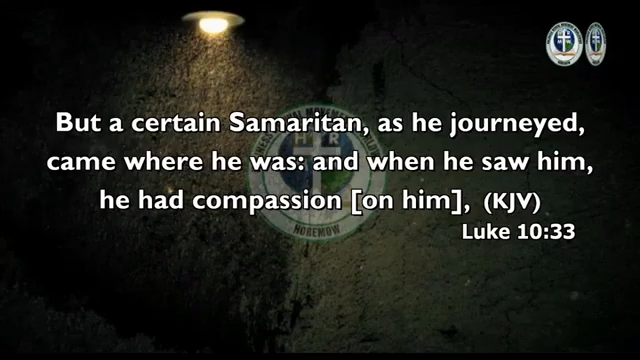 But a certain Samaritan, as he journeyed,
came where he was: and when he saw him,
he had compassion [on him], (KJV)
Luke 10:33
HOREMOW